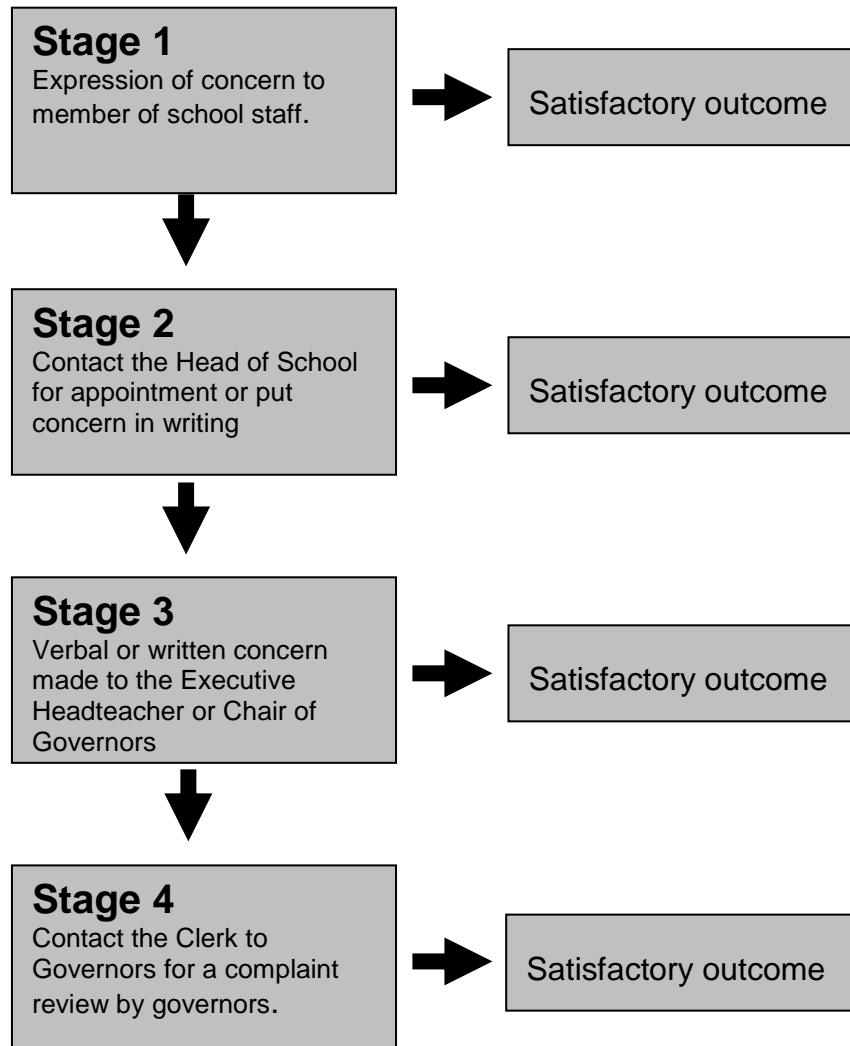 Stage 1
Expression of concern to
member of school staff.
Satisfactory outcome
Stage 2
Contact the Head of School
for appointment or put
concern in writing
Satisfactory outcome
Stage 3
Verbal or written concern
made to the Executive
Headteacher or Chair of
Governors
Satisfactory outcome
Stage 4
Contact the Clerk to
Governors for a complaint
review by governors.
Satisfactory outcome